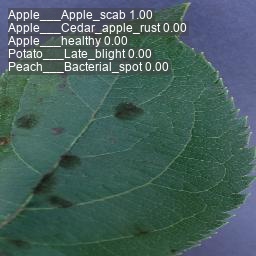 Apple___Apple_scab 1.00
Apple___Cedar_apple_rust 0.00
Apple___healthy 0.00
Potato___Late_blight 0.00
Peach___Bacterial_spot 0.00